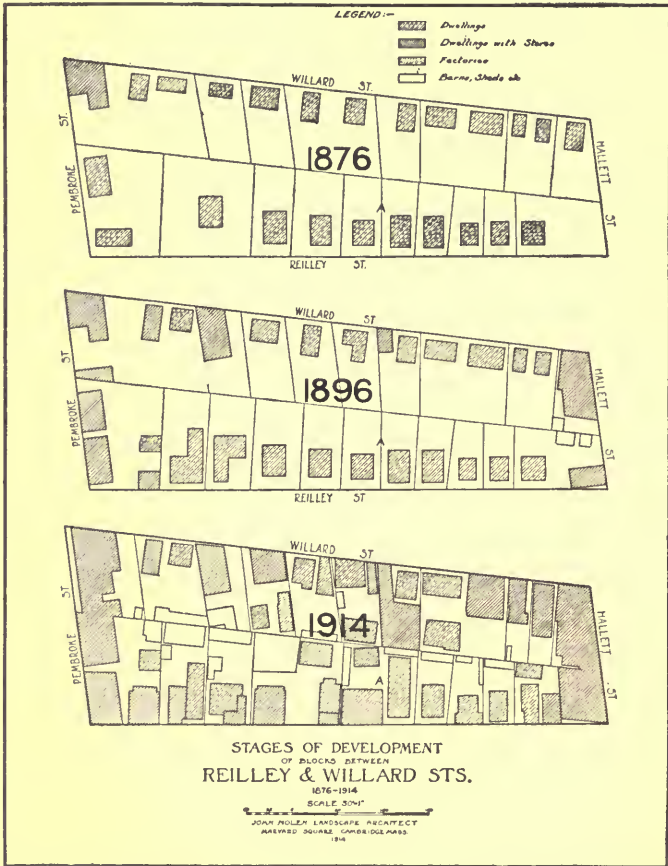 LEGEND:-
Dwellings
Dwellings with Stores
Factories
Barns, Sheds etc
WILLARD ST.
PEMBROKE ST.
1876
MALLETT ST
A
REILLEY ST.
WILLARD ST
PEMBROKE ST
1896
MALLETT ST
A
REILLEY ST
WILLARD ST
PEMBROKE ST
1914
MALLETT ST
A
STAGES OF DEVELOPMENT
OF BLOCKS BETWEEN
REILLEY & WILLARD STS.
1876-1914
SCALE 50'=1"
JOHN NOLEN LANDSCAPE ARCHITECT
HARVARD SQUARE CAMBRIDGE MASS.
1914